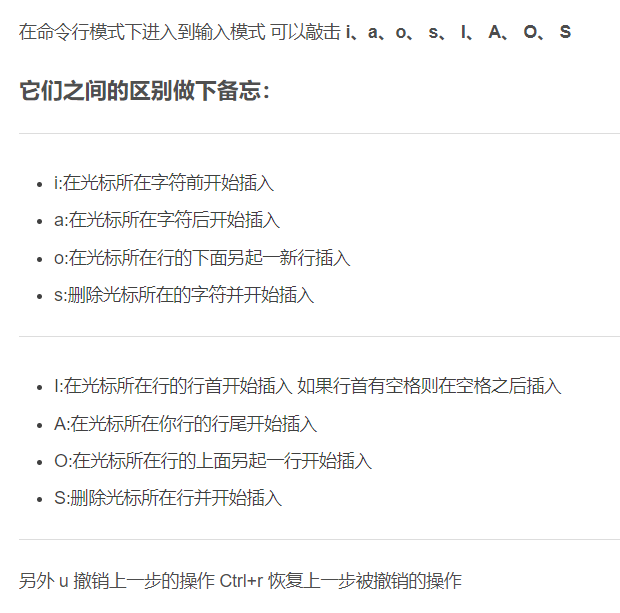 在命令行模式下进入到输入模式 可以敲击 i、a、o、 s、 I、 A、 O、 S
它们之间的区别做下备忘：
i:在光标所在字符前开始插入
a:在光标所在字符后开始插入
o:在光标所在行的下面另起一新行插入
s:删除光标所在的字符并开始插入
I:在光标所在行的行首开始插入 如果行首有空格则在空格之后插入
A:在光标所在你行的行尾开始插入
O:在光标所在行的上面另起一行开始插入
S:删除光标所在行并开始插入
另外 u 撤销上一步的操作 Ctrl+r 恢复上一步被撤销的操作